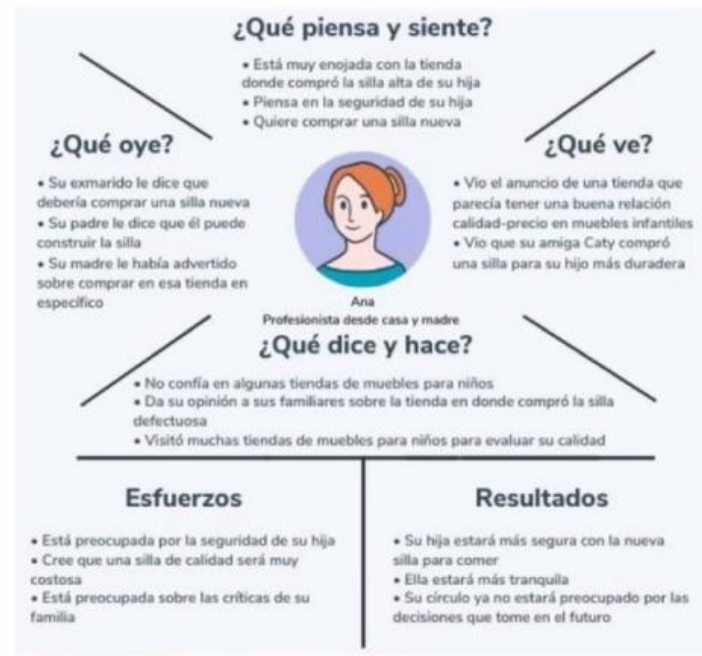 ¿Qué piensa y siente?
• Está muy enojada con la tienda
donde compró la silla alta de su hija
• Piensa en la seguridad de su hija
• Quiere comprar una silla nueva
¿Qué oye?
• Su exmarido le dice que
debería comprar una silla nueva
• Su padre le dice que él puede
construir la silla
• Su madre le había advertido
sobre comprar en esa tienda en
específico
¿Qué ve?
• Vio el anuncio de una tienda que
parecía tener una buena relación
calidad-precio en muebles infantiles
• Vio que su amiga Caty compró
una silla para su hijo más duradera
Ana
Profesionista desde casa y madre
¿Qué dice y hace?
• No confía en algunas tiendas de muebles para niños
• Da su opinión a sus familiares sobre la tienda en donde compró la silla
defectuosa
• Visitó muchas tiendas de muebles para niños para evaluar su calidad
Esfuerzos
• Está preocupada por la seguridad de su hija
• Cree que una silla de calidad será muy
costosa
• Está preocupada sobre las críticas de su
familia
Resultados
• Su hija estará más segura con la nueva
silla para comer
• Ella estará más tranquila
• Su círculo ya no estará preocupado por las
decisiones que tome en el futuro